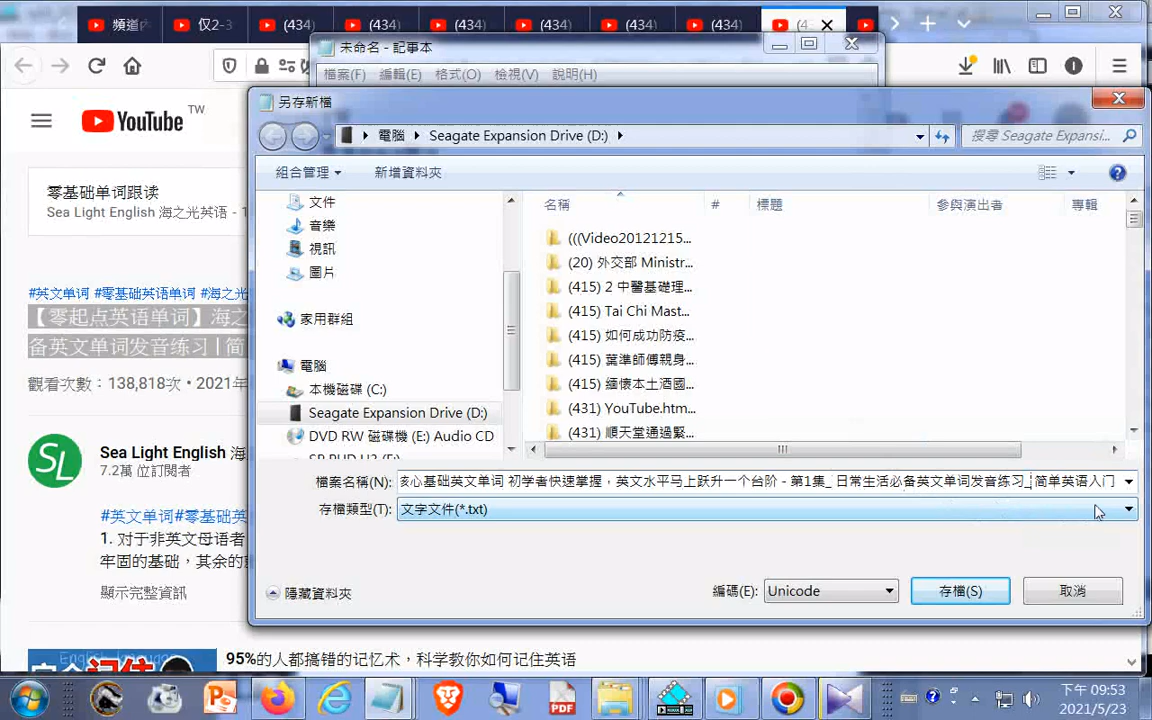 頻道
仅2-3
(434)
(434)
(434)
(434)
(434)
(434)
(4
未命名 - 記事本
檔案(F) 編輯(E) 格式(O) 檢視(V) 說明(H)
YouTube TW
另存新檔
電腦 Seagate Expansion Drive (D:)
搜尋 Seagate Expansi...
組合管理 新增資料夾
零基础单词跟读
Sea Light English 海之光英语 - 1
#英文单词 #零基础英语单词 #海之光
【零起点英语单词】海之
备英文单词发音练习 | 简
觀看次數：138,818次 • 2021年
SL
Sea Light English 海
7.2萬 位訂閱者
#英文单词#零基础英
1. 对于非英文母语者
牢固的基础，其余的
顯示完整資訊
文件
音樂
視訊
圖片
家用群組
電腦
本機磁碟 (C:)
Seagate Expansion Drive (D:)
DVD RW 磁碟機 (E:) Audio CD
名稱 # 標題 參與演出者 專輯
(((Video20121215...
(20) 外交部 Ministr...
(415) 2 中醫基礎理...
(415) Tai Chi Mast...
(415) 如何成功防疫...
(415) 葉準師傅親身...
(415) 緬懷本土酒國...
(431) YouTube.htm...
(431) 順天堂通過緊...
檔案名稱(N): 核心基础英文单词 初学者快速掌握，英文水平马上跃升一个台阶 - 第1集_ 日常生活必备英文单词发音练习_ 简单英语入门
存檔類型(T): 文字文件(*.txt)
隱藏資料夾
編碼(E): Unicode 存檔(S) 取消
English language
95%的人都搞错的记忆术，科学教你如何记住英语
PDF
下午 09:53
2021/5/23